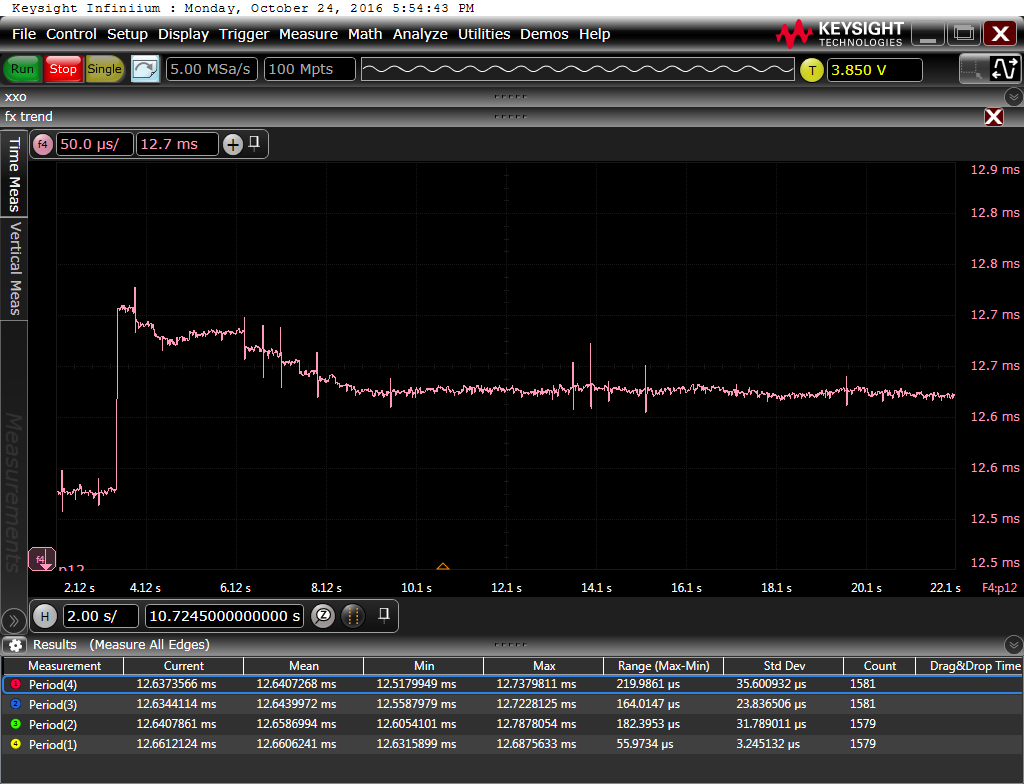 Keysight Infiniium : Monday, October 24, 2016 5:54:43 PM
File Control Setup Display Trigger Measure Math Analyze Utilities Demos Help
KEYSIGHT
TECHNOLOGIES
Run Stop Single 5.00 MSa/s 100 Mpts T 3.850 V
xxo
fx trend
f4 50.0 µs/ 12.7 ms
Time Meas
Vertical Meas
Measurements
12.9 ms
12.8 ms
12.8 ms
12.7 ms
12.7 ms
12.6 ms
12.6 ms
12.5 ms
12.5 ms
f4 p12
2.12 s 4.12 s 6.12 s 8.12 s 10.1 s 12.1 s 14.1 s 16.1 s 18.1 s 20.1 s 22.1 s F4:p12
H 2.00 s/ 10.7245000000000 s Z
Results (Measure All Edges)
Measurement Current Mean Min Max Range (Max-Min) Std Dev Count Drag&Drop Time
1 Period(4) 12.6373566 ms 12.6407268 ms 12.5179949 ms 12.7379811 ms 219.9861 µs 35.600932 µs 1581
2 Period(3) 12.6344114 ms 12.6439972 ms 12.5587979 ms 12.7228125 ms 164.0147 µs 23.836506 µs 1581
3 Period(2) 12.6407861 ms 12.6586994 ms 12.6054101 ms 12.7878054 ms 182.3953 µs 31.789011 µs 1579
4 Period(1) 12.6612124 ms 12.6606241 ms 12.6315899 ms 12.6875633 ms 55.9734 µs 3.245132 µs 1579